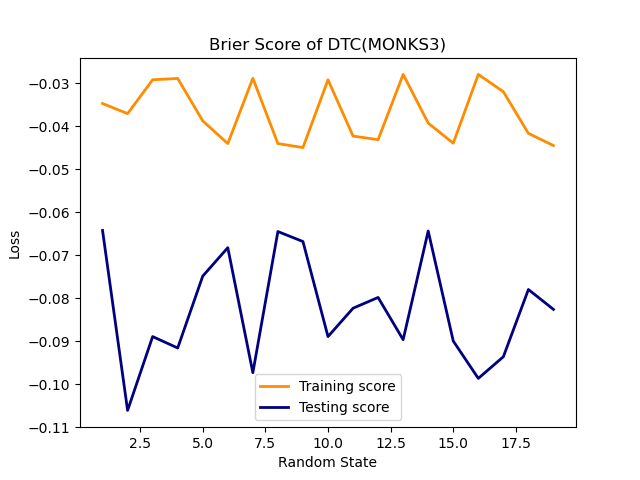 Brier Score of DTC(MONKS3)
Loss
−0.03
−0.04
−0.05
−0.06
−0.07
−0.08
−0.09
−0.10
−0.11
Training score
Testing score
2.5 5.0 7.5 10.0 12.5 15.0 17.5
Random State